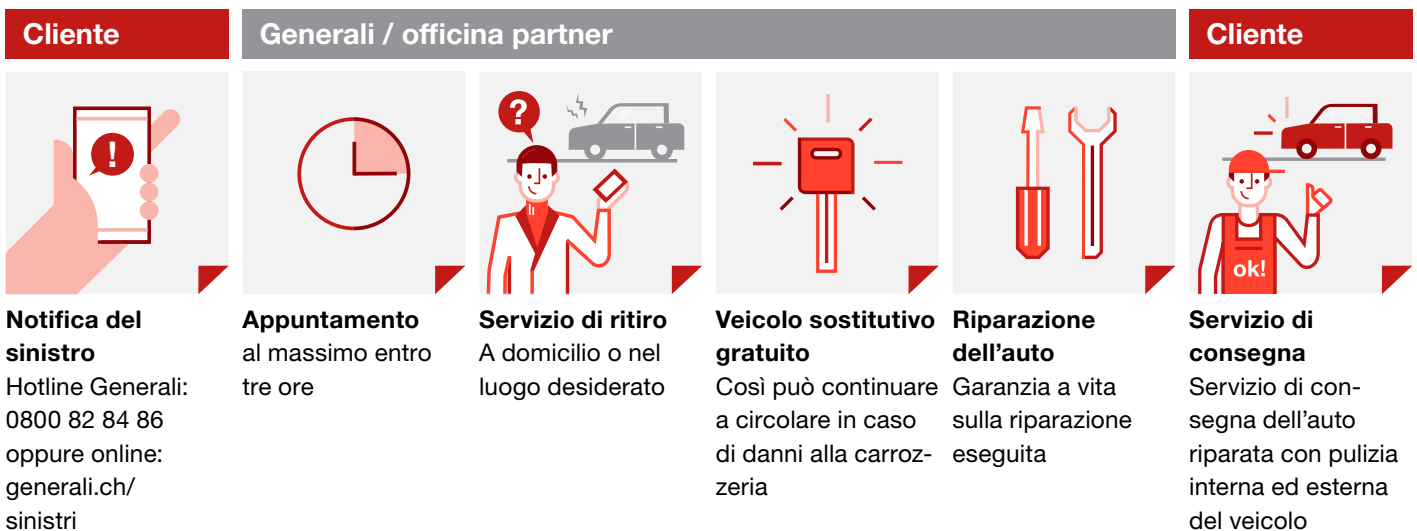 Cliente
Generali / officina partner
Cliente
!
?
ok!
Notifica del
sinistro
Hotline Generali:
0800 82 84 86
oppure online:
generali.ch/
sinistri
Appuntamento
al massimo entro
tre ore
Servizio di ritiro
A domicilio o nel
luogo desiderato
Veicolo sostitutivo
gratuito
Così può continuare
a circolare in caso
di danni alla carroz-
zeria
Riparazione
dell’auto
Garanzia a vita
sulla riparazione
eseguita
Servizio di
consegna
Servizio di con-
segna dell’auto
riparata con pulizia
interna ed esterna
del veicolo